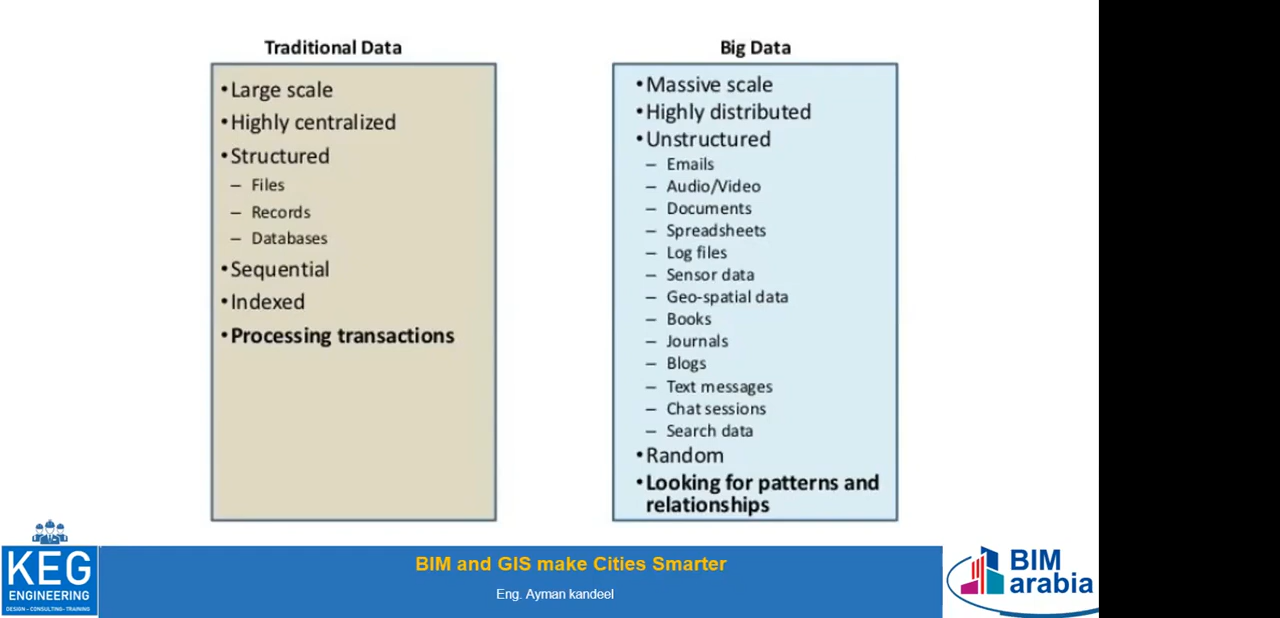 Traditional Data
•Large scale
•Highly centralized
•Structured
– Files
– Records
– Databases
•Sequential
•Indexed
•Processing transactions
Big Data
•Massive scale
•Highly distributed
•Unstructured
– Emails
– Audio/Video
– Documents
– Spreadsheets
– Log files
– Sensor data
– Geo-spatial data
– Books
– Journals
– Blogs
– Text messages
– Chat sessions
– Search data
•Random
•Looking for patterns and
relationships
KEG
ENGINEERING
DESIGN – CONSULTING- TRAINING
BIM and GIS make Cities Smarter
Eng. Ayman kandeel
BIM
arabia